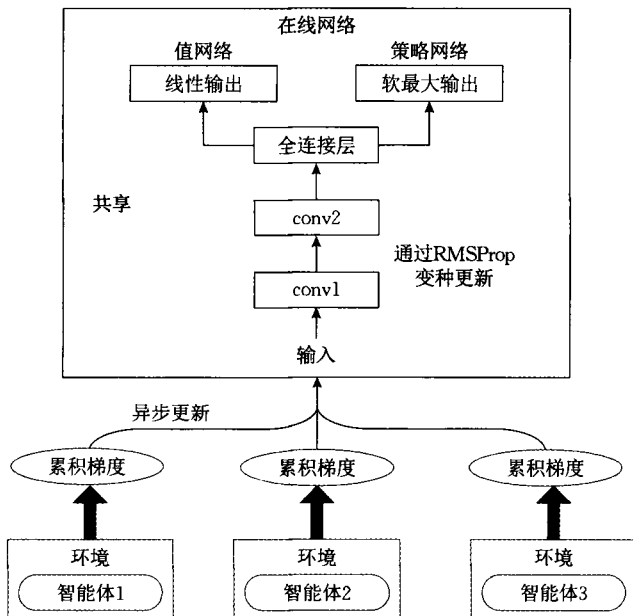 在线网络
值网络
策略网络
线性输出
软最大输出
全连接层
共享
conv2
通过RMSProp
变种更新
conv1
输入
异步更新
累积梯度
累积梯度
累积梯度
环境
环境
环境
智能体1
智能体2
智能体3